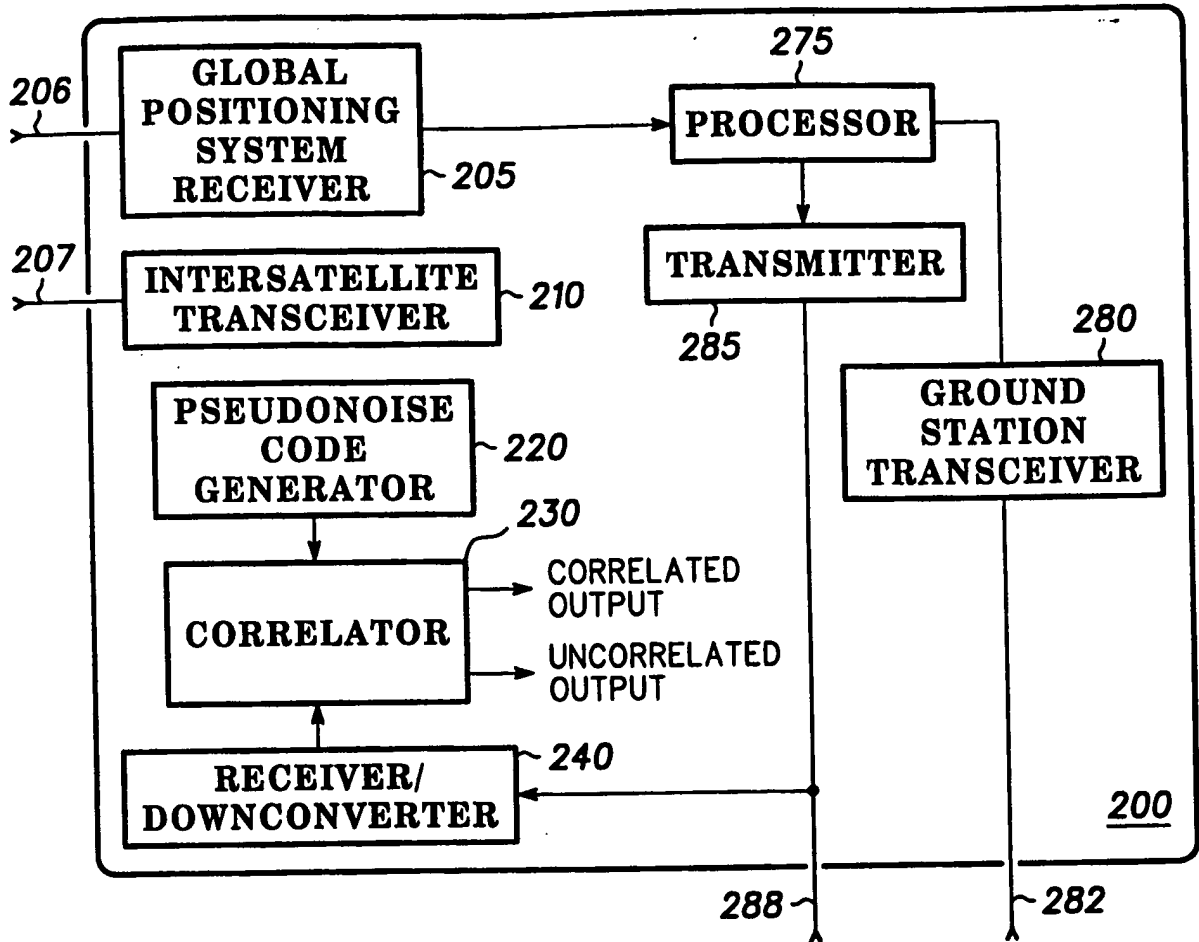 275
206
GLOBAL
POSITIONING
SYSTEM
RECEIVER
205
PROCESSOR
207
INTERSATELLITE
TRANSCEIVER
210
TRANSMITTER
285
280
PSEUDONOISE
CODE
GENERATOR
220
GROUND
STATION
TRANSCEIVER
230
CORRELATOR
CORRELATED
OUTPUT
UNCORRELATED
OUTPUT
240
RECEIVER/
DOWNCONVERTER
200
288
282